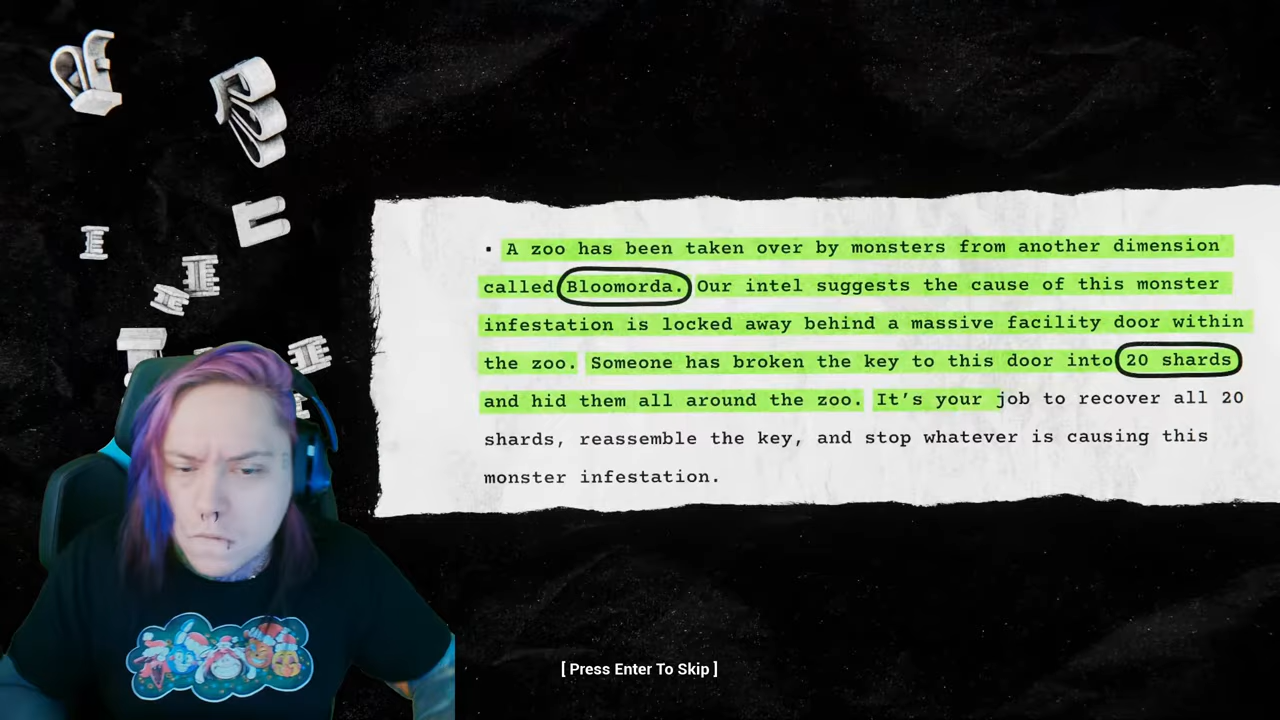 · A zoo has been taken over by monsters from another dimension
called Bloomorda. Our intel suggests the cause of this monster
infestation is locked away behind a massive facility door within
the zoo. Someone has broken the key to this door into 20 shards
and hid them all around the zoo. It’s your job to recover all 20
shards, reassemble the key, and stop whatever is causing this
monster infestation.
[ Press Enter To Skip ]